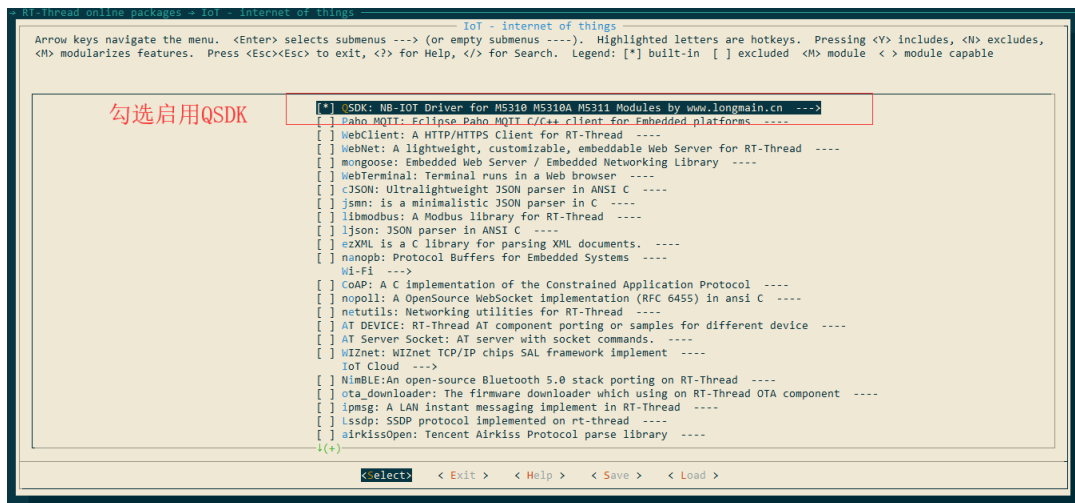 → RT-Thread online packages → IoT - internet of things
IoT - internet of things
Arrow keys navigate the menu. <Enter> selects submenus ---> (or empty submenus ----). Highlighted letters are hotkeys. Pressing <Y> includes, <N> excludes,
<M> modularizes features. Press <Esc><Esc> to exit, <?> for Help, </> for Search. Legend: [*] built-in [ ] excluded <M> module < > module capable
勾选启用QSDK
[*] QSDK: NB-IOT Driver for M5310 M5310A M5311 Modules by www.longmain.cn --->
[ ] Paho MQTT: Eclipse Paho MQTT C/C++ client for Embedded platforms ----
[ ] WebClient: A HTTP/HTTPS Client for RT-Thread ----
[ ] WebNet: A lightweight, customizable, embeddable Web Server for RT-Thread ----
[ ] mongoose: Embedded Web Server / Embedded Networking Library ----
[ ] WebTerminal: Terminal runs in a Web browser ----
[ ] cJSON: Ultralightweight JSON parser in ANSI C ----
[ ] jsmn: is a minimalistic JSON parser in C ----
[ ] libmodbus: A Modbus library for RT-Thread ----
[ ] ljson: JSON parser in ANSI C ----
[ ] ezXML is a C library for parsing XML documents. ----
[ ] nanopb: Protocol Buffers for Embedded Systems ----
Wi-Fi --->
[ ] CoAP: A C implementation of the Constrained Application Protocol ----
[ ] nopoll: A OpenSource WebSocket implementation (RFC 6455) in ansi C ----
[ ] netutils: Networking utilities for RT-Thread ----
[ ] AT DEVICE: RT-Thread AT component porting or samples for different device ----
[ ] AT Server Socket: AT server with socket commands. ----
[ ] WIZnet: WIZnet TCP/IP chips SAL framework implement ----
IoT Cloud --->
[ ] NimBLE:An open-source Bluetooth 5.0 stack porting on RT-Thread ----
[ ] ota_downloader: The firmware downloader which using on RT-Thread OTA component ----
[ ] ipmsg: A LAN instant messaging implement in RT-Thread ----
[ ] Lssdp: SSDP protocol implemented on rt-thread ----
[ ] airkissOpen: Tencent Airkiss Protocol parse library ----
↓(+)
<Select> < Exit > < Help > < Save > < Load >